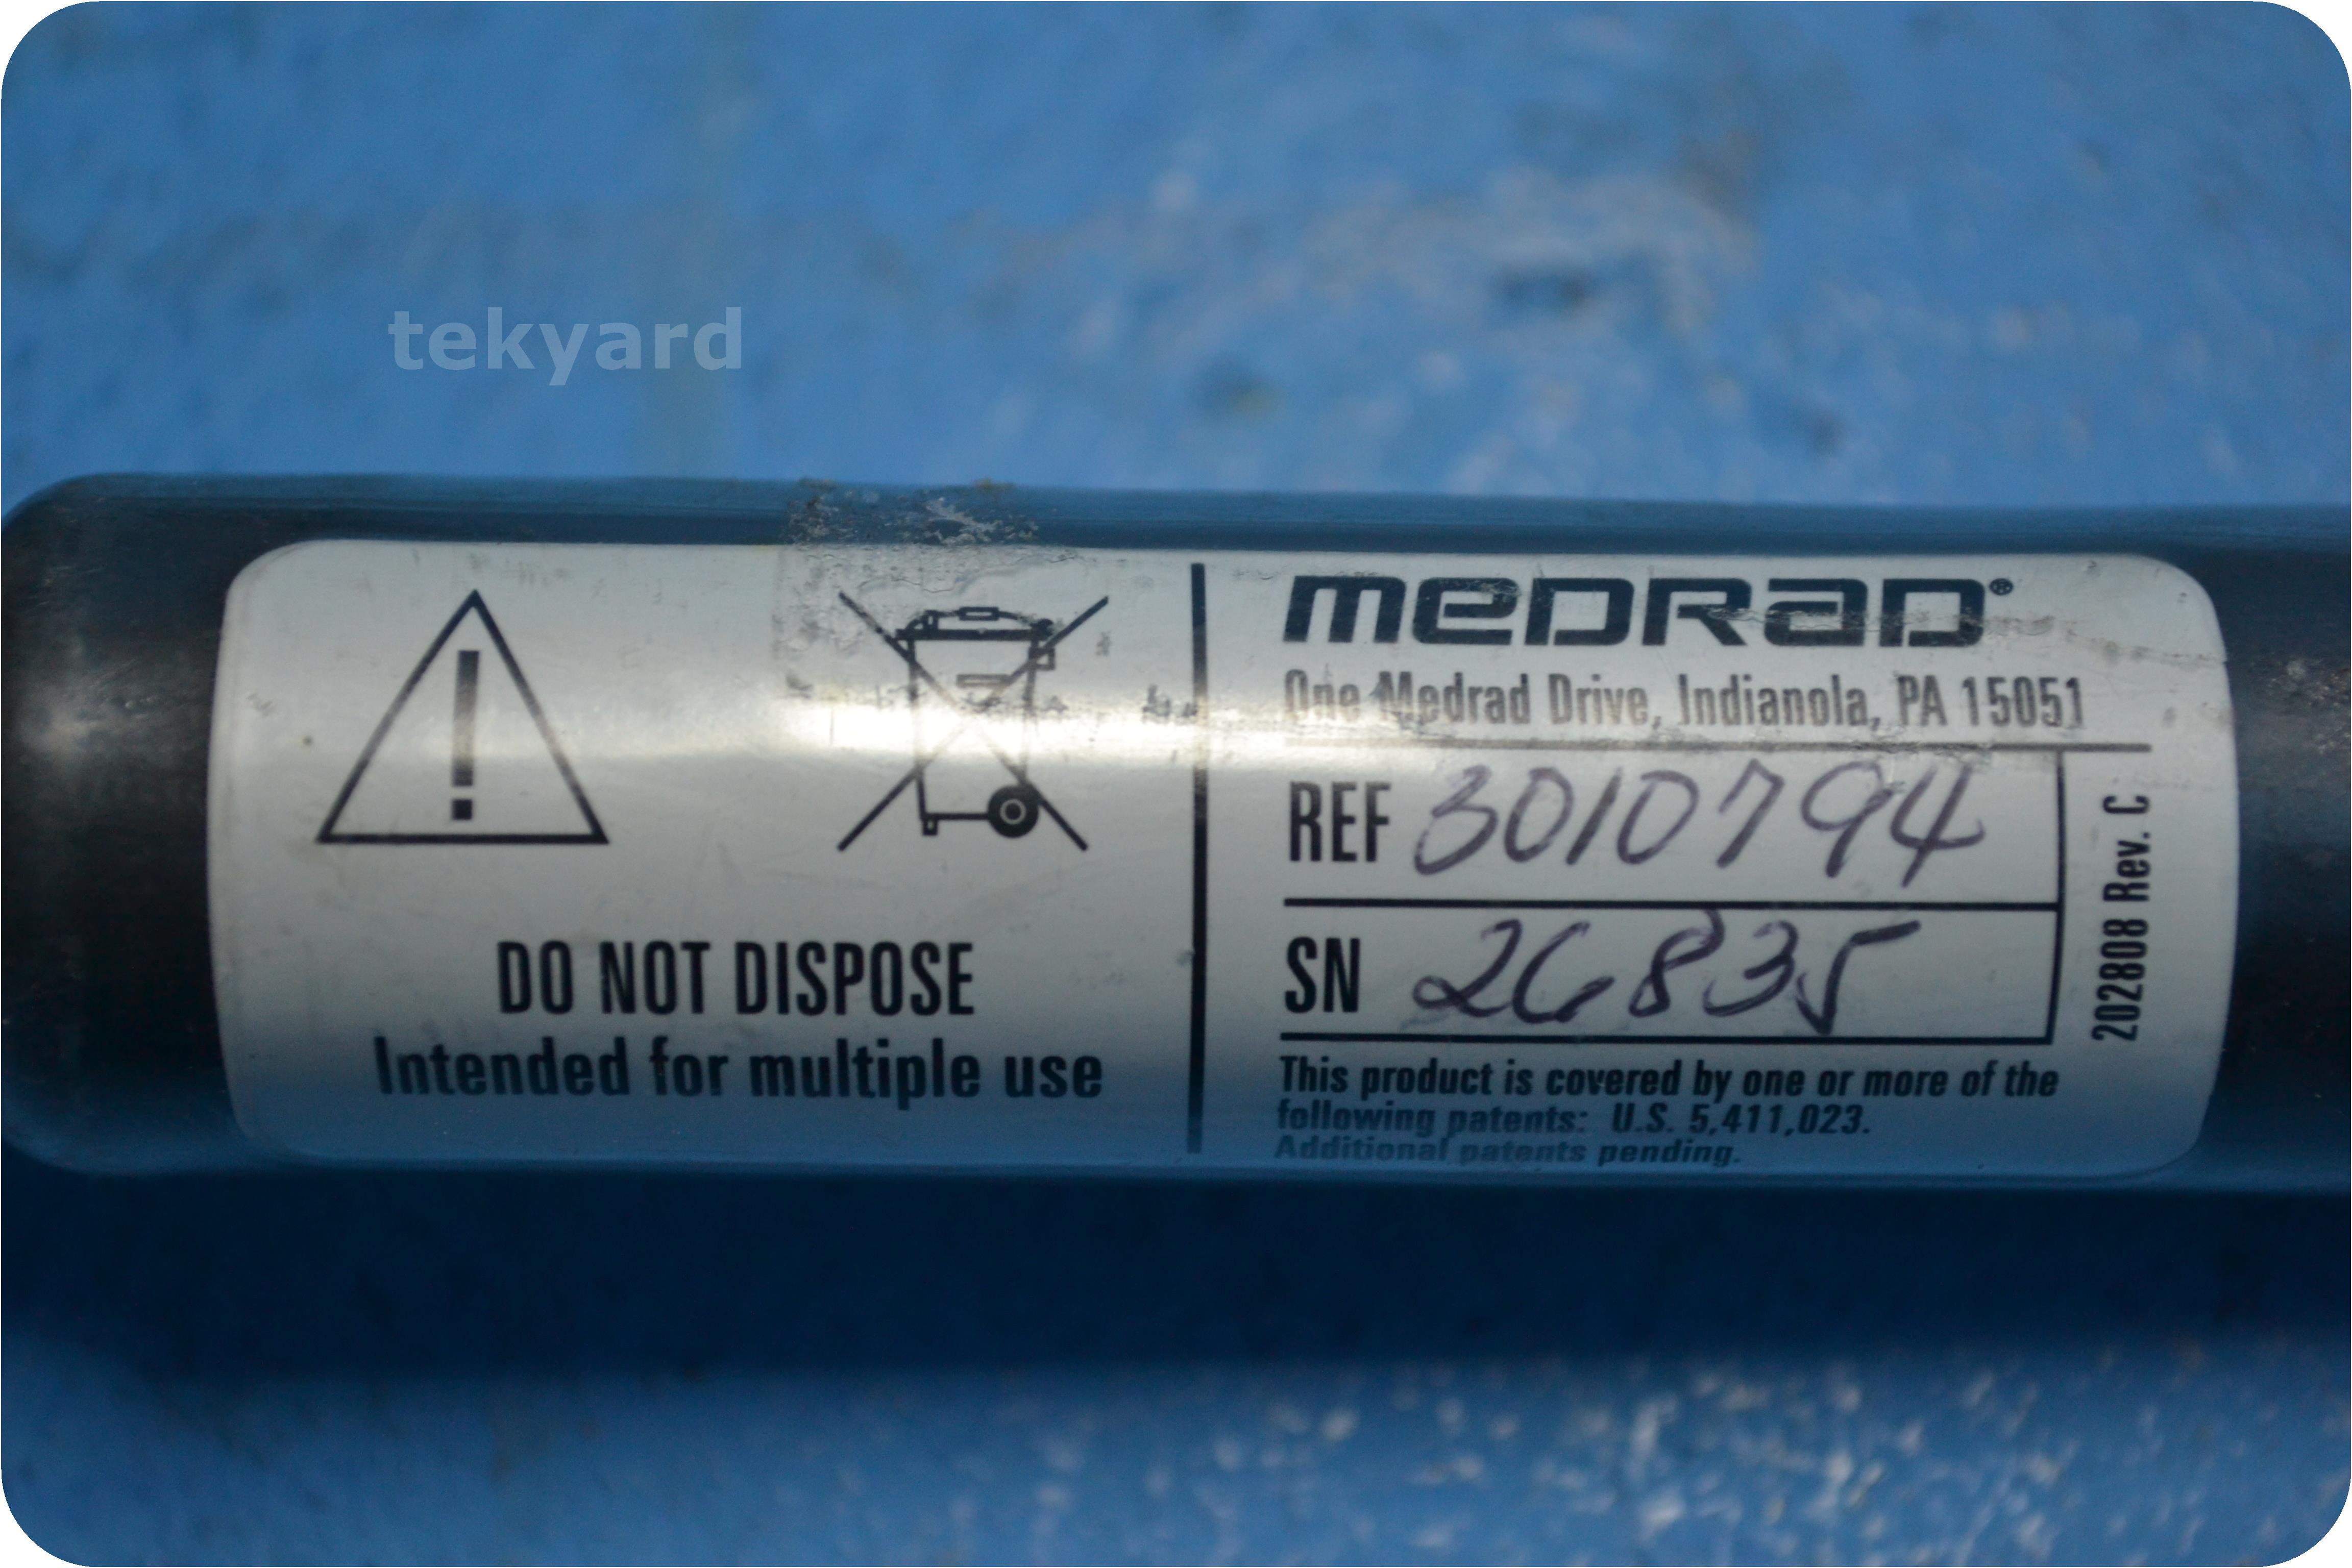 tekyard
DO NOT DISPOSE
Intended for multiple use
MEDRAD®
One Medrad Drive, Indianola, PA 15051
REF 3010794
SN 26835
202808 Rev. C
This product is covered by one or more of the
following patents: U.S. 5,411,023.
Additional patents pending.